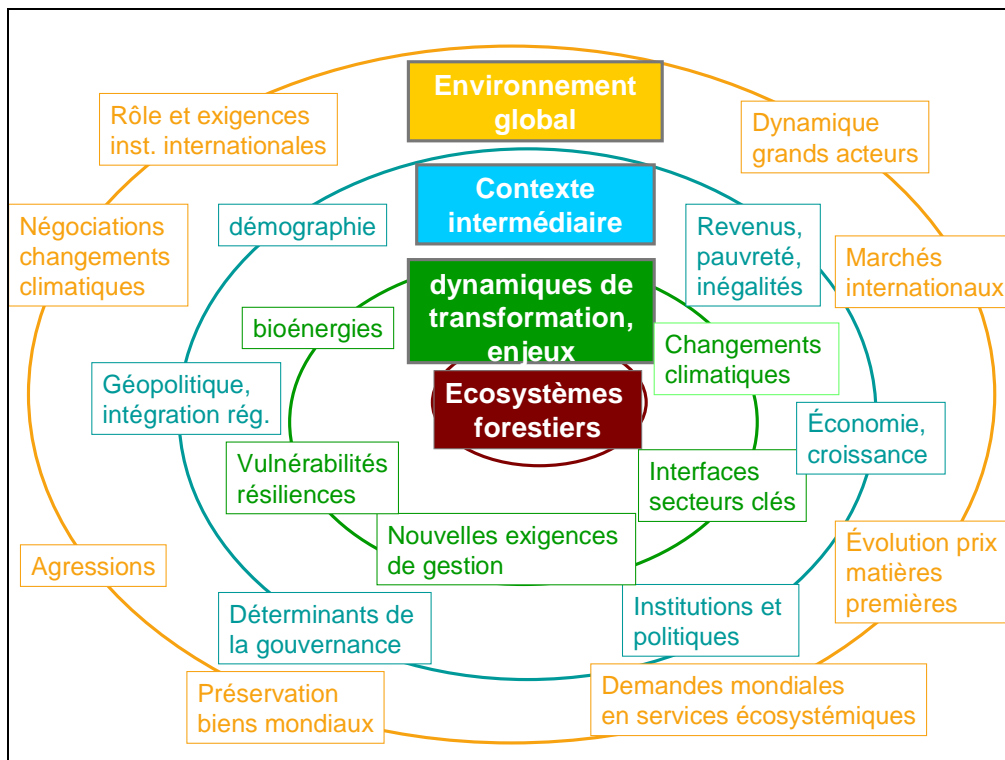 Environnement
global
Rôle et exigences
inst. internationales
Dynamique
grands acteurs
Contexte
intermédiaire
Négociations
changements
climatiques
démographie
Revenus,
pauvreté,
inégalités
Marchés
internationaux
dynamiques de
transformation,
enjeux
bioénergies
Changements
climatiques
Géopolitique,
intégration rég.
Ecosystèmes
forestiers
Économie,
croissance
Vulnérabilités
résiliences
Interfaces
secteurs clés
Nouvelles exigences
de gestion
Évolution prix
matières
premières
Agressions
Déterminants de
la gouvernance
Institutions et
politiques
Préservation
biens mondiaux
Demandes mondiales
en services écosystémiques